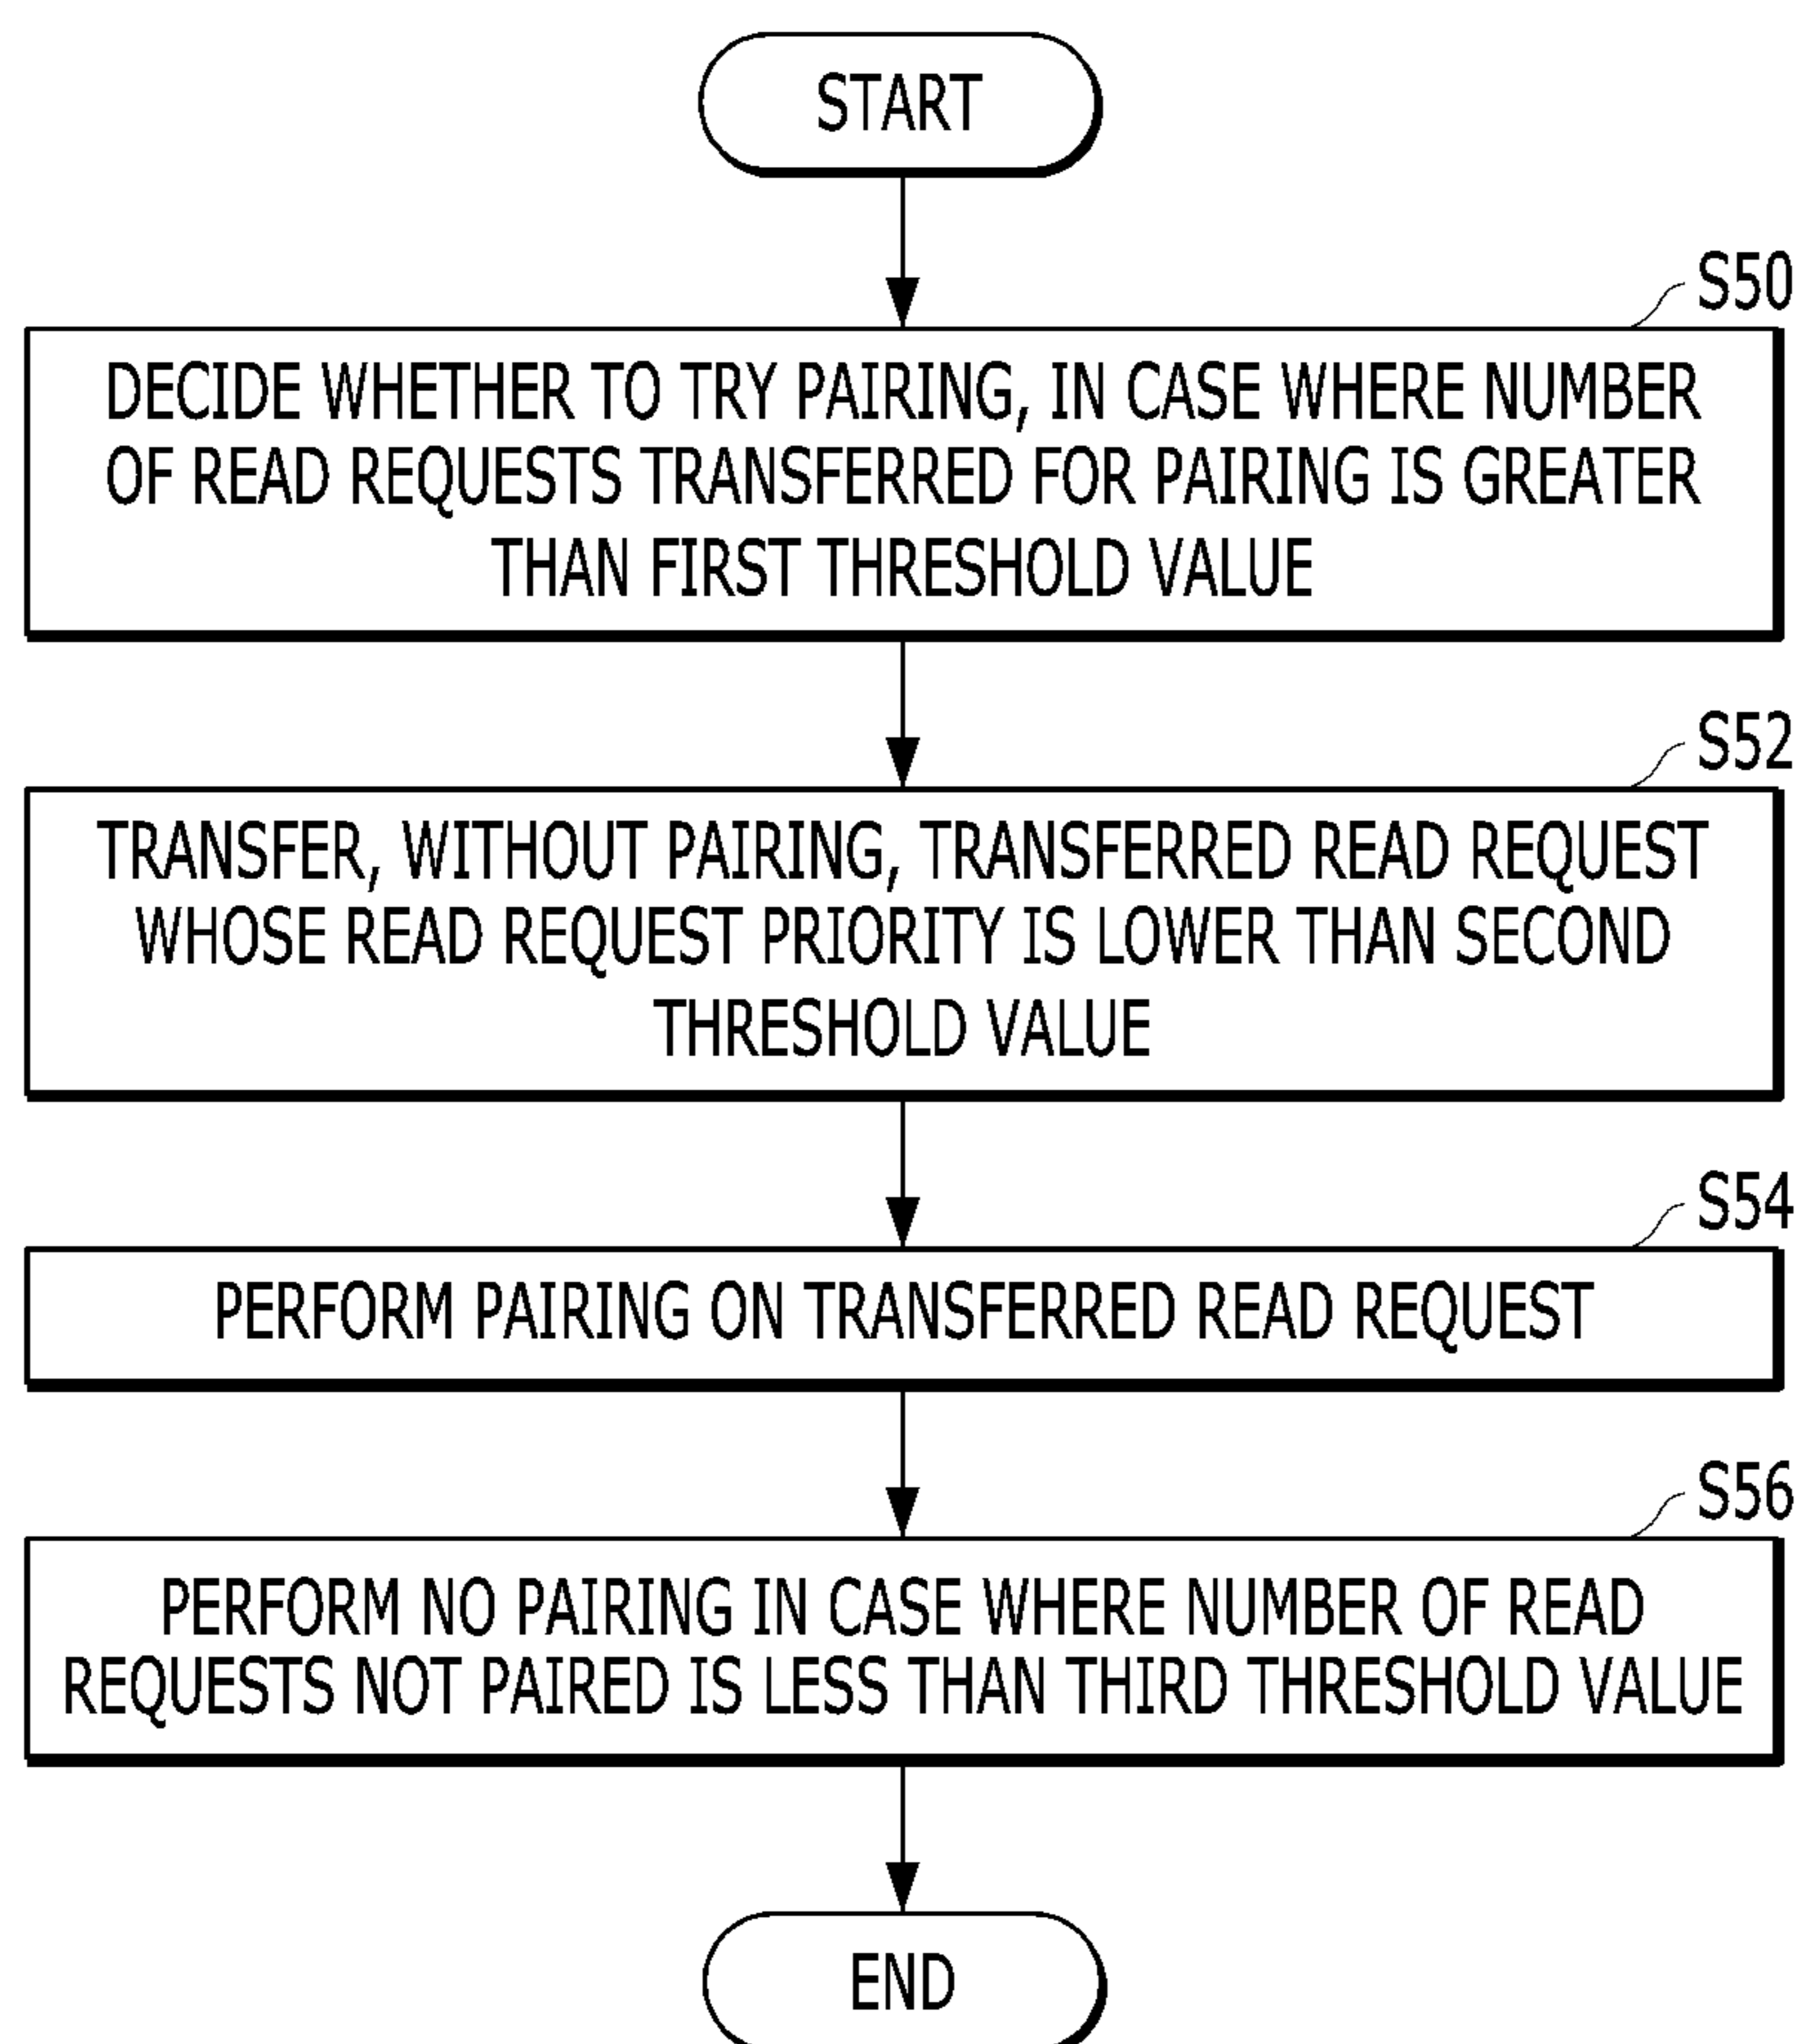 START
S50
DECIDE WHETHER TO TRY PAIRING, IN CASE WHERE NUMBER
OF READ REQUESTS TRANSFERRED FOR PAIRING IS GREATER
THAN FIRST THRESHOLD VALUE
S52
TRANSFER, WITHOUT PAIRING, TRANSFERRED READ REQUEST
WHOSE READ REQUEST PRIORITY IS LOWER THAN SECOND
THRESHOLD VALUE
S54
PERFORM PAIRING ON TRANSFERRED READ REQUEST
S56
PERFORM NO PAIRING IN CASE WHERE NUMBER OF READ
REQUESTS NOT PAIRED IS LESS THAN THIRD THRESHOLD VALUE
END